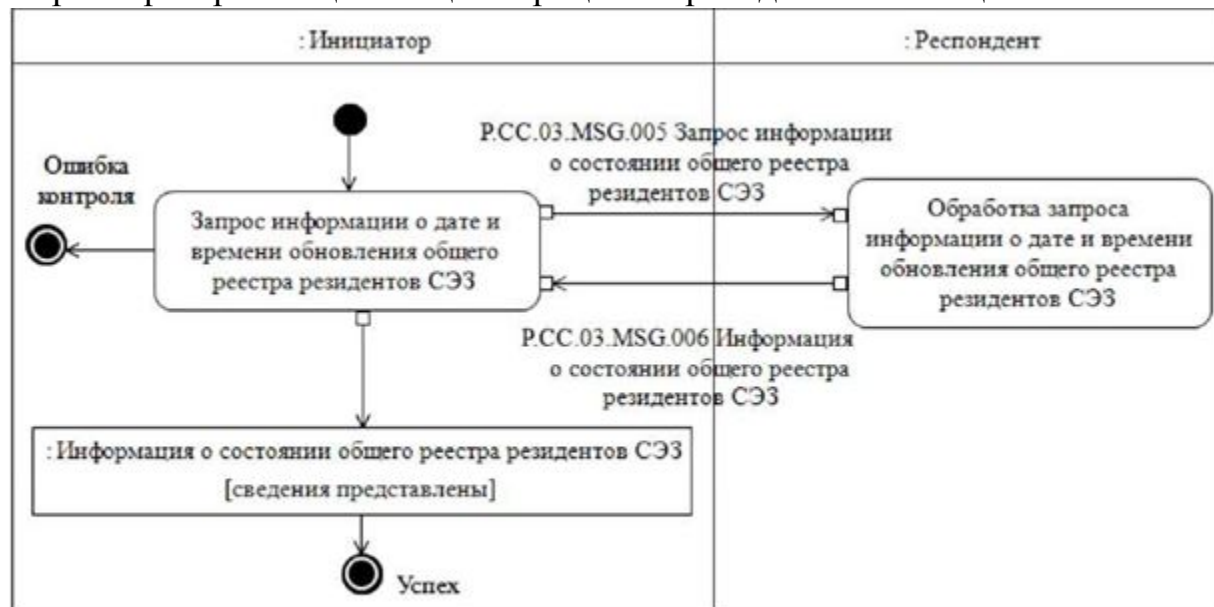 : Инициатор
: Респондент
P.CC.03.MSG.005 Запрос информации
о состоянии общего реестра
резидентов СЭЗ
Ошибка
контроля
Запрос информации о дате и
времени обновления общего
реестра резидентов СЭЗ
Обработка запроса
информации о дате и времени
обновления общего реестра
резидентов СЭЗ
P.CC.03.MSG.006 Информация
о состоянии общего реестра
резидентов СЭЗ
: Информация о состоянии общего реестра резидентов СЭЗ
[сведения представлены]
Успех